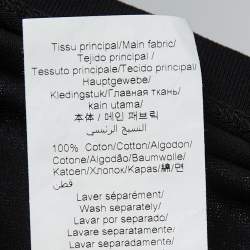 Tissu principal/Main fabric/
Tejido principal/
Tessuto principale/Tecido principal/
Hauptgewebe/
Kledingstuk/Главная ткань/
kain utama/
本体 / 메인 패브릭
النسيج الرئيسي
100% Coton/Cotton/Algodon/
Cotone/Algodão/Baumwolle/
Katoen/Хлопок/Kapas/綿/면
قطن
Laver séparément/
Wash separately/
Lavar por separado/
Lavare separatamente/
Lavar separadamente/